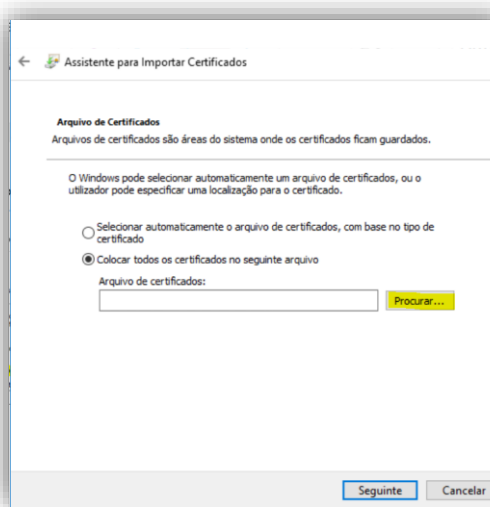 Assistente para Importar Certificados
Arquivo de Certificados
Arquivos de certificados são áreas do sistema onde os certificados ficam guardados.
O Windows pode selecionar automaticamente um arquivo de certificados, ou o
utilizador pode especificar uma localização para o certificado.
Selecionar automaticamente o arquivo de certificados, com base no tipo de
certificado
Colocar todos os certificados no seguinte arquivo
Arquivo de certificados:
Procurar...
Seguinte
Cancelar